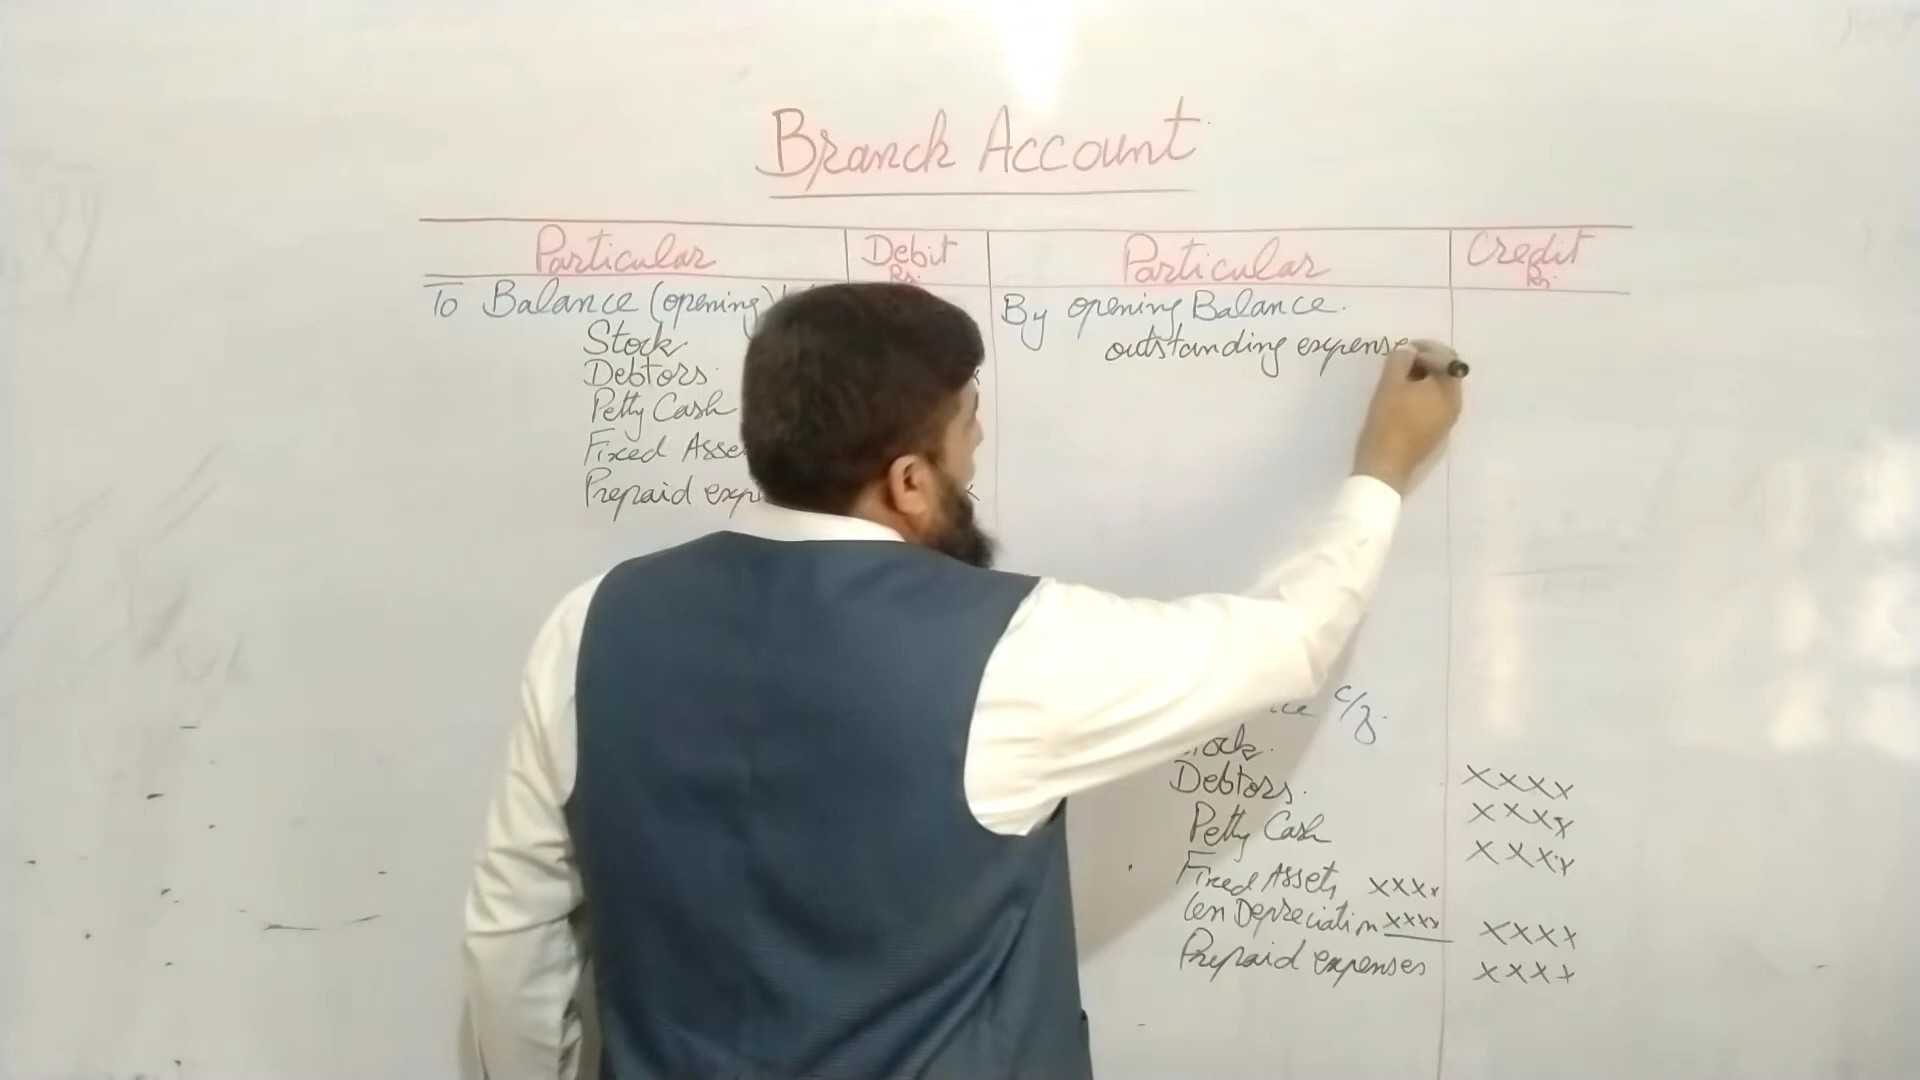 Branch Account
Particular Debit Particular Credit
Rs. Rs.
To Balance (opening) By opening Balance.
Stock outstanding expense
Debtors.
Petty Cash
Fixed Asse
Prepaid exp
c/f.
Debtors. xxxx
Petty Cash xxxx
xxxx
Fixed Assets xxxx
Less Depreciation xxxx xxxx
Prepaid expenses xxxx